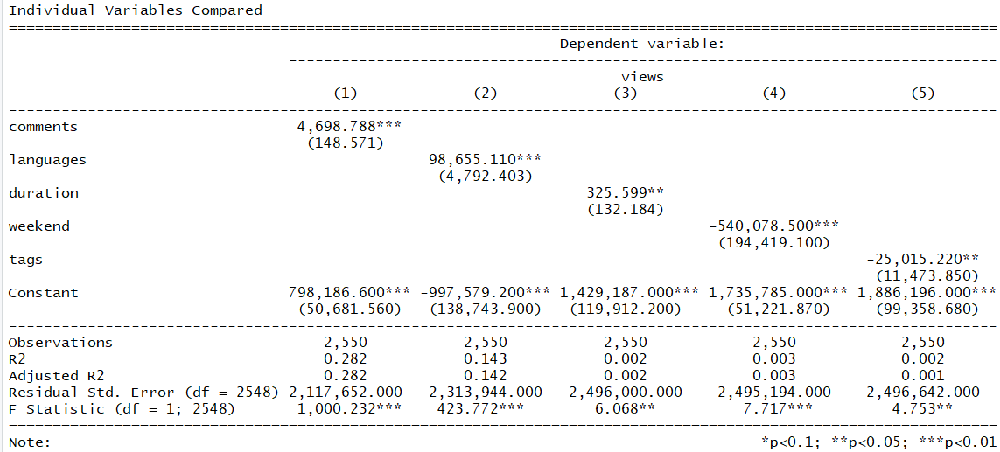 Individual Variables Compared
Dependent variable:
views
(1) (2) (3) (4) (5)
comments 4,698.788***
(148.571)
languages 98,655.110***
(4,792.403)
duration 325.599**
(132.184)
weekend -540,078.500***
(194,419.100)
tags -25,015.220**
(11,473.850)
Constant 798,186.600*** -997,579.200*** 1,429,187.000*** 1,735,785.000*** 1,886,196.000***
(50,681.560) (138,743.900) (119,912.200) (51,221.870) (99,358.680)
Observations 2,550 2,550 2,550 2,550 2,550
R2 0.282 0.143 0.002 0.003 0.002
Adjusted R2 0.282 0.142 0.002 0.003 0.001
Residual Std. Error (df = 2548) 2,117,652.000 2,313,944.000 2,496,000.000 2,495,194.000 2,496,642.000
F Statistic (df = 1; 2548) 1,000.232*** 423.772*** 6.068** 7.717*** 4.753**
Note: *p<0.1; **p<0.05; ***p<0.01